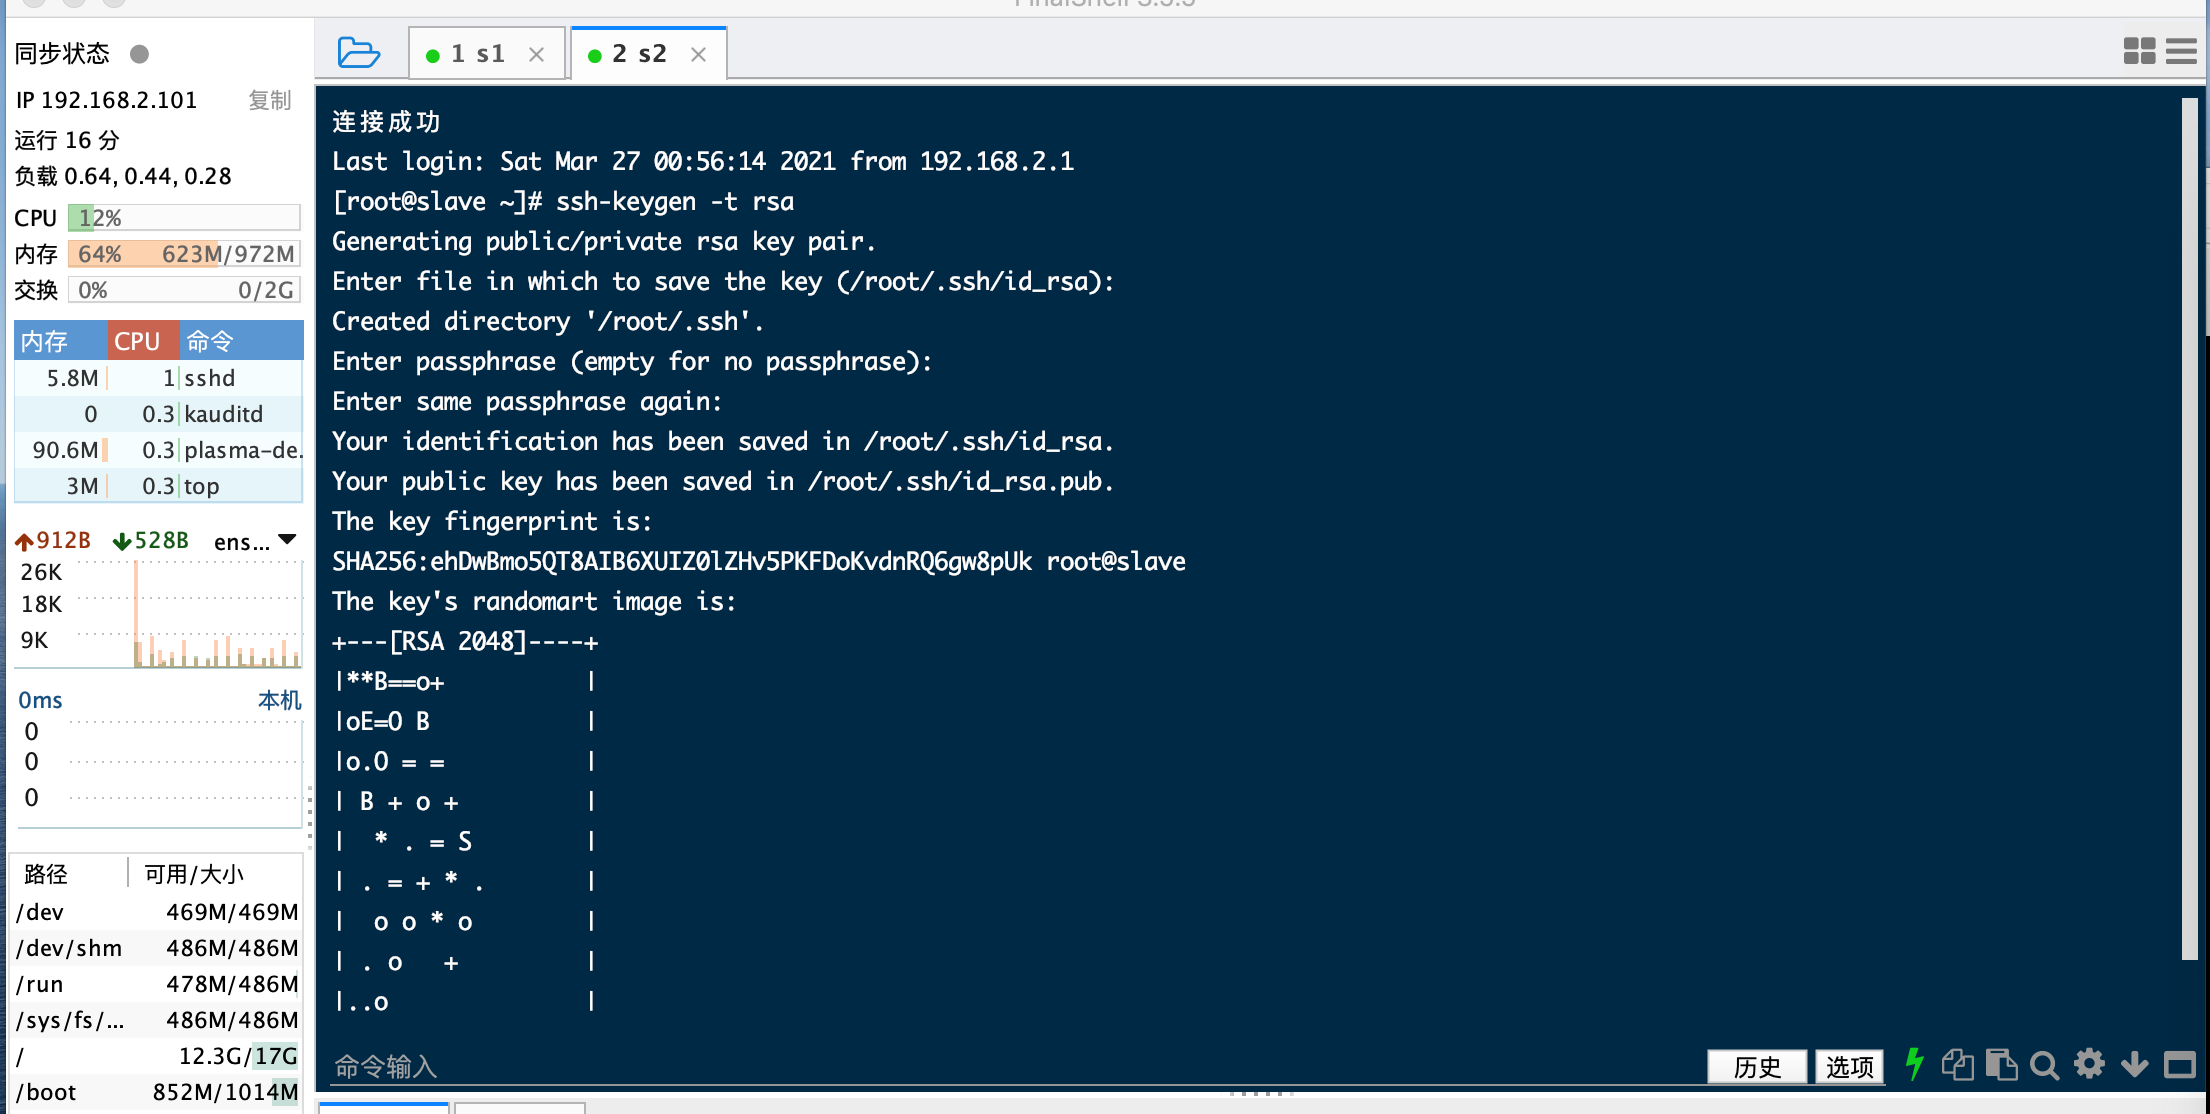 同步状态
IP 192.168.2.101 复制
运行 16 分
负载 0.64, 0.44, 0.28
CPU 12%
内存 64% 623M/972M
交换 0% 0/2G
内存 CPU 命令
5.8M 1 sshd
0 0.3 kauditd
90.6M 0.3 plasma-de.
3M 0.3 top
912B 528B ens...
26K
18K
9K
0ms 本机
0
0
0
路径 可用/大小
/dev 469M/469M
/dev/shm 486M/486M
/run 478M/486M
/sys/fs/... 486M/486M
/ 12.3G/17G
/boot 852M/1014M
1 s1
2 s2
连接成功
Last login: Sat Mar 27 00:56:14 2021 from 192.168.2.1
[root@slave ~]# ssh-keygen -t rsa
Generating public/private rsa key pair.
Enter file in which to save the key (/root/.ssh/id_rsa):
Created directory '/root/.ssh'.
Enter passphrase (empty for no passphrase):
Enter same passphrase again:
Your identification has been saved in /root/.ssh/id_rsa.
Your public key has been saved in /root/.ssh/id_rsa.pub.
The key fingerprint is:
SHA256:ehDwBmo5QT8AIB6XUIZ0lZHv5PKFDoKvdnRQ6gw8pUk root@slave
The key's randomart image is:
+---[RSA 2048]----+
|**B==o+          |
|oE=O B           |
|o.O = =          |
| B + o +         |
|  * . = S        |
| . = + * .       |
|  o o * o        |
| . o   +         |
|..o              |
命令输入
历史 选项